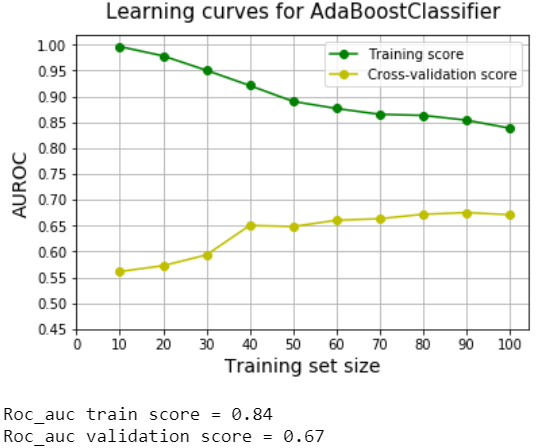 Learning curves for AdaBoostClassifier
1.00
0.95
0.90
0.85
0.80
0.75
0.70
0.65
0.60
0.55
0.50
0.45
AUROC
Training score
Cross-validation score
0 10 20 30 40 50 60 70 80 90 100
Training set size
Roc_auc train score = 0.84
Roc_auc validation score = 0.67